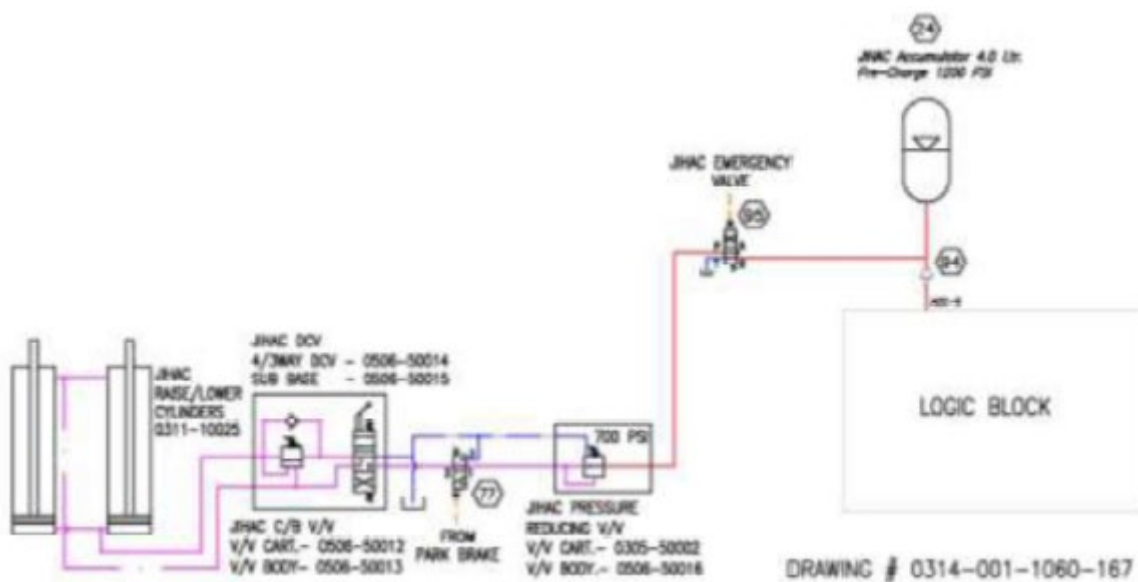 24
JIHAC Accumulator 4.0 Ltr.
Pre-Charge 1200 PSI
JIHAC EMERGENCY
VALVE
95
94
JIHAC DCV
4/3WAY DCV - 0506-50014
SUB BASE - 0506-50015
JIHAC
RAISE/LOWER
CYLINDERS
0311-10025
LOGIC BLOCK
700 PSI
77
JIHAC C/B V/V
V/V CART.- 0506-50012
V/V BODY- 0506-50013
FROM
PARK BRAKE
JIHAC PRESSURE
REDUCING V/V
V/V CART.- 0305-50002
V/V BODY.- 0506-50016
DRAWING # 0314-001-1060-167